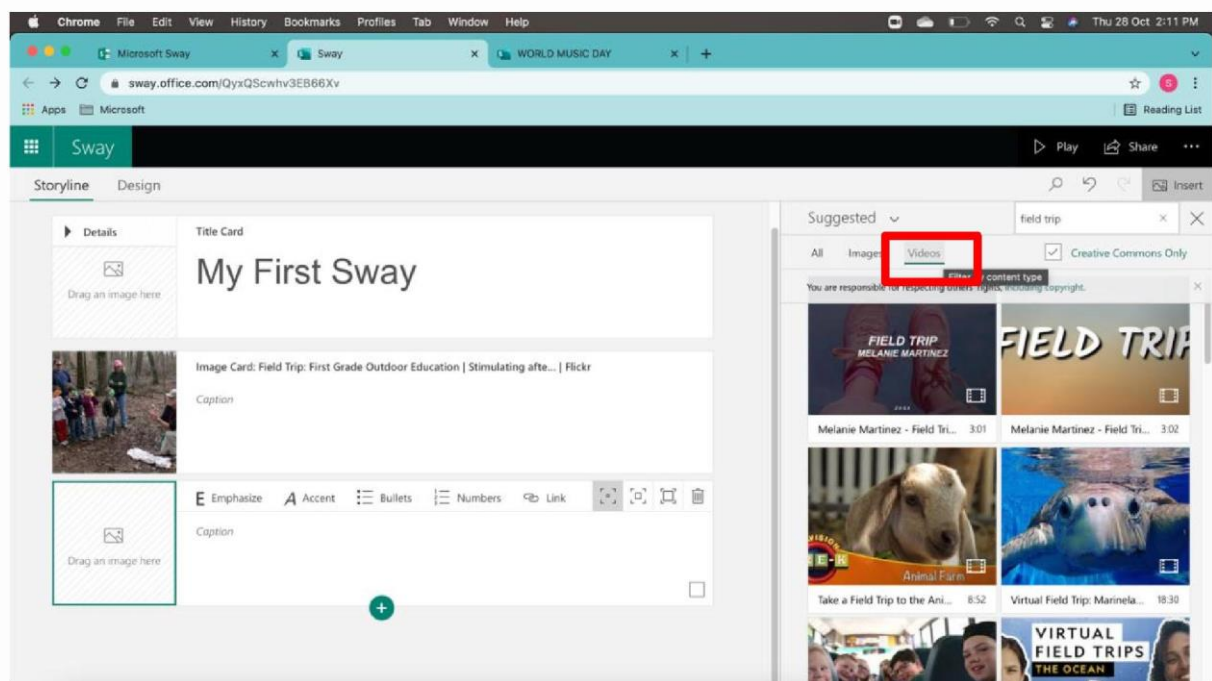 Chrome File Edit View History Bookmarks Profiles Tab Window Help Thu 28 Oct 2:11 PM
Microsoft Sway Sway WORLD MUSIC DAY
sway.office.com/QyxQScwhv3EB66Xv S
Apps Microsoft Reading List
Sway Play Share
Storyline Design Insert
Suggested field trip
All Images Videos Creative Commons Only
Filter by content type
You are responsible for respecting others' rights, including copyright.
Details
Drag an image here
Title Card
My First Sway
Image Card: Field Trip: First Grade Outdoor Education | Stimulating afte... | Flickr
Caption
E Emphasize A Accent Bullets Numbers Link
Drag an image here
Caption
FIELD TRIP
MELANIE MARTINEZ
Melanie Martinez - Field Tri... 3:01
FIELD TRIP
Melanie Martinez - Field Tri... 3:02
Animal Farm
Take a Field Trip to the Ani... 8:52
Virtual Field Trip: Marinela... 18:30
VIRTUAL
FIELD TRIPS
THE OCEAN